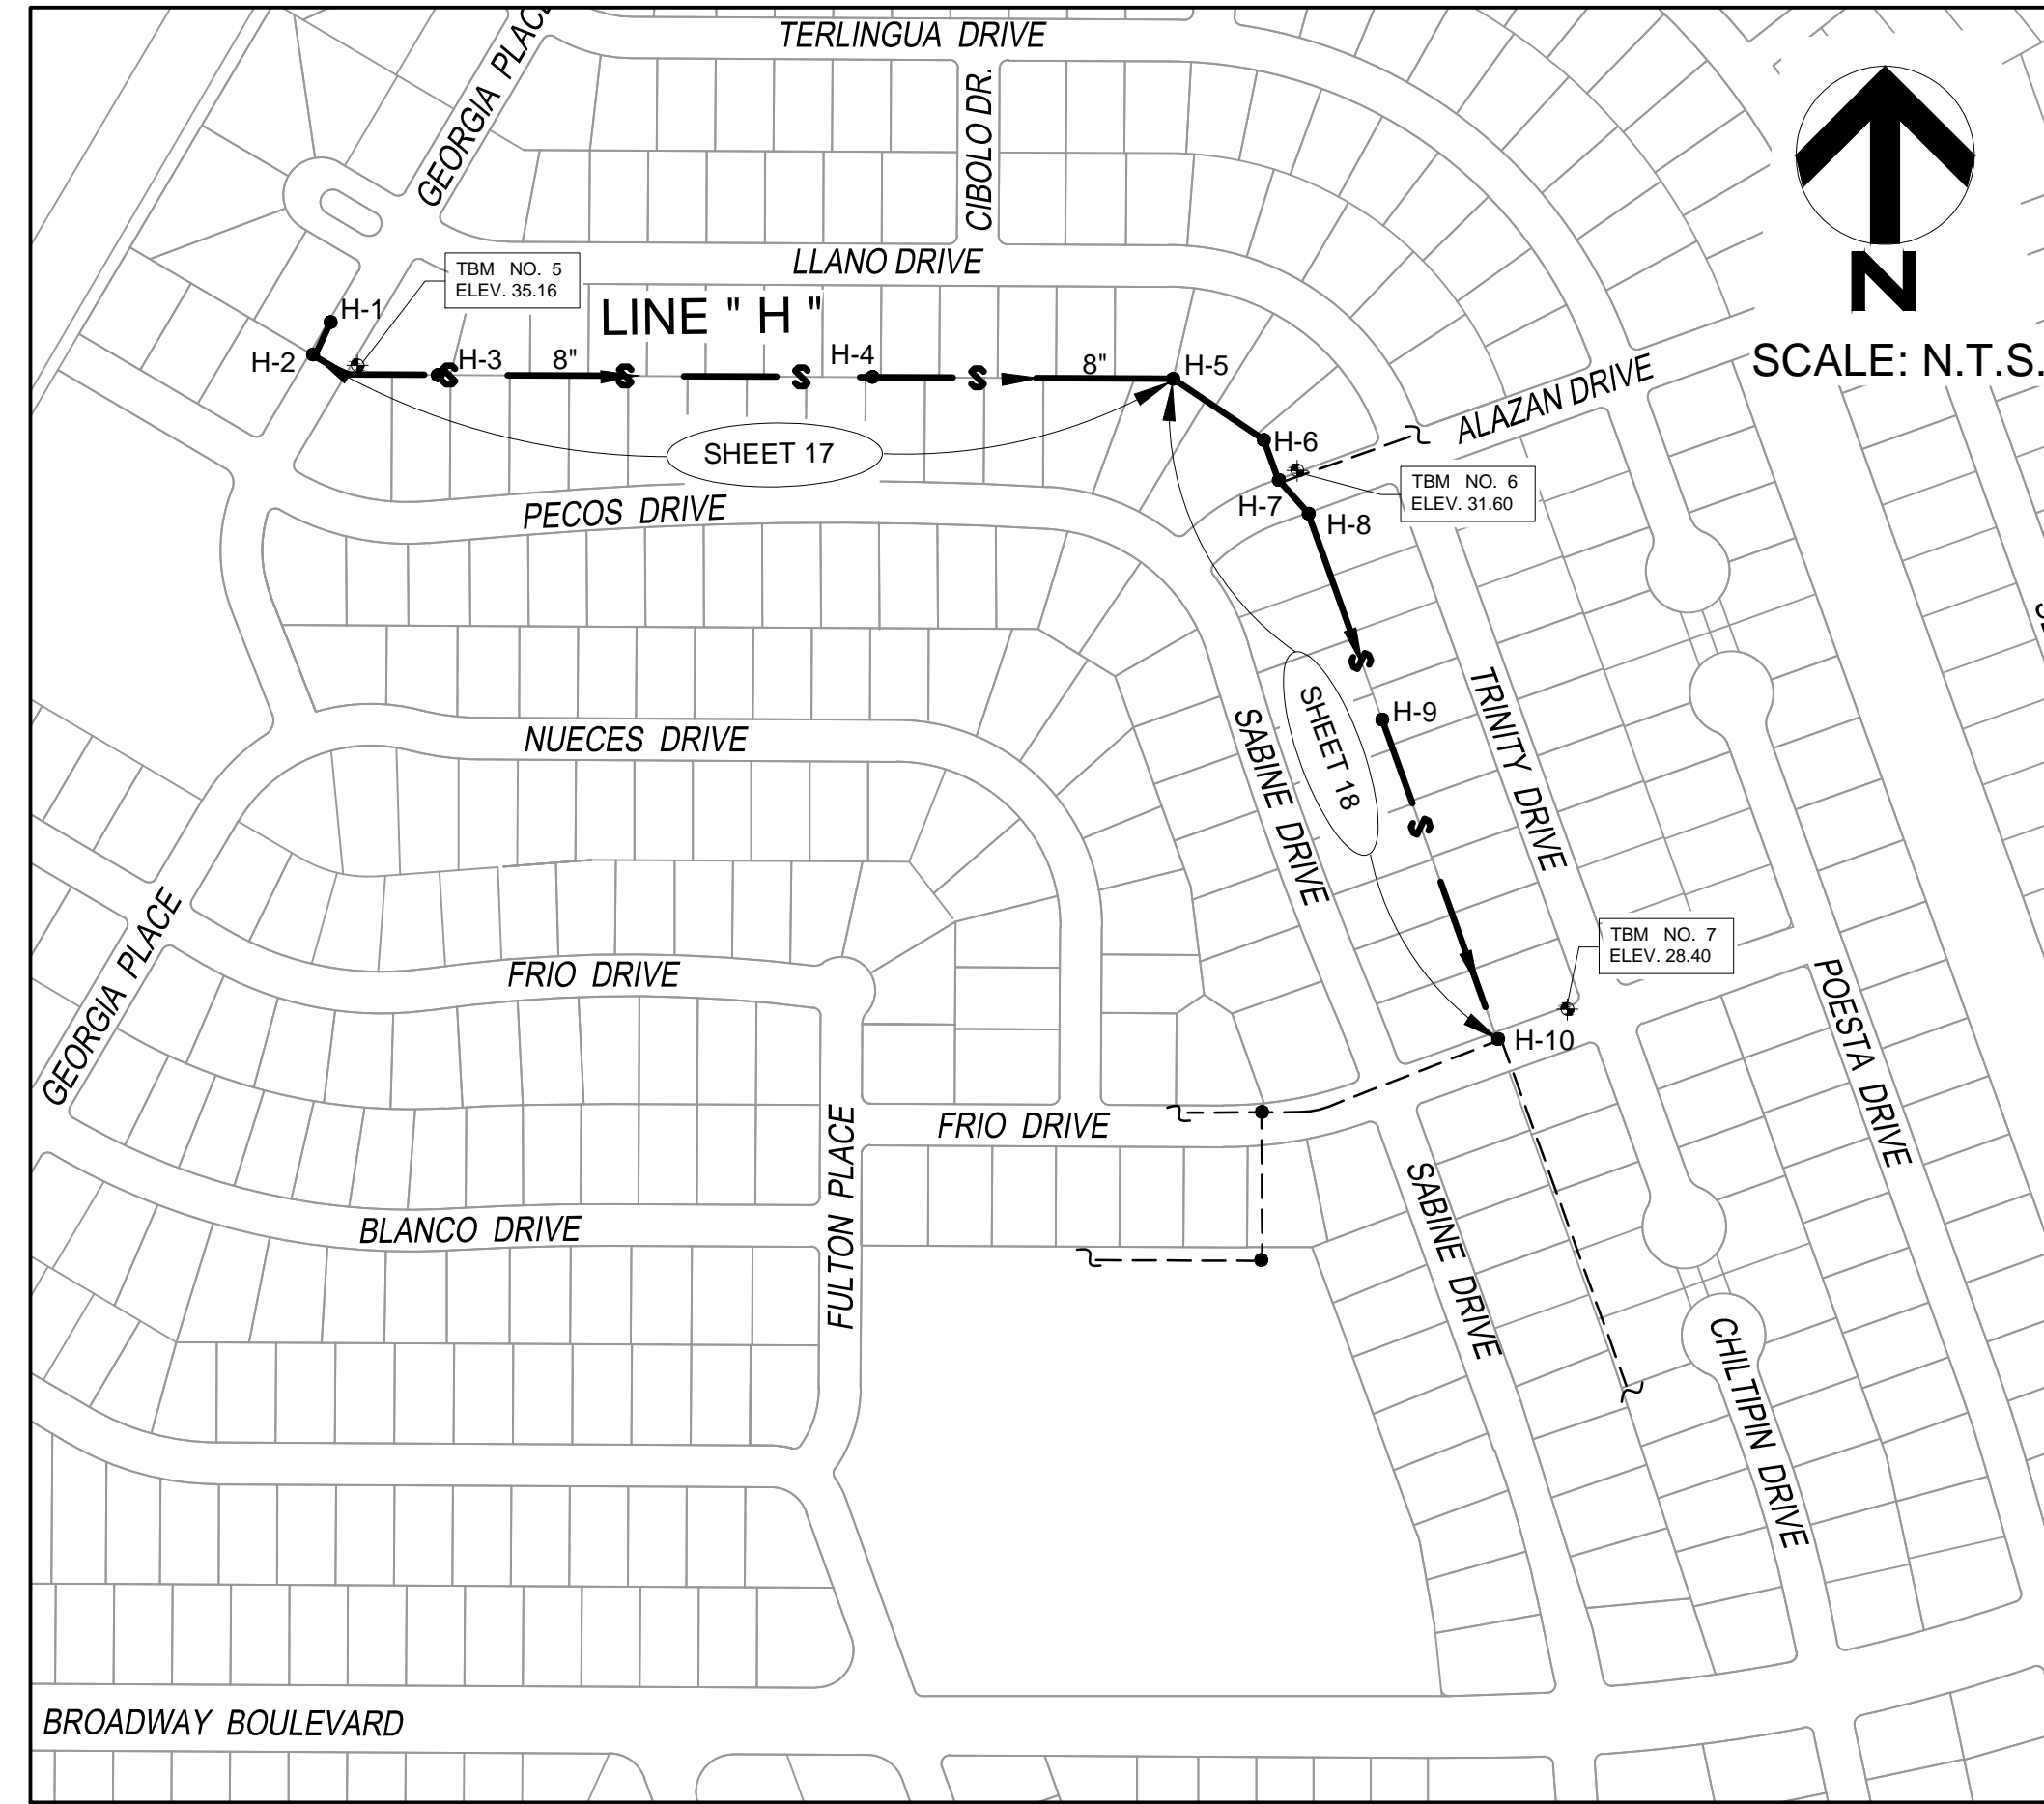 TERLINGUA DRIVE
GEORGIA PLACE
CIBOLO DR.
N
SCALE: N.T.S.
LLANO DRIVE
TBM NO. 5
ELEV. 35.16
LINE " H "
H-1
H-2
S
H-3
8"
S
S
H-4
S
8"
H-5
SHEET 17
ALAZAN DRIVE
H-6
TBM NO. 6
ELEV. 31.60
H-7
H-8
PECOS DRIVE
S
H-9
TRINITY DRIVE
SHEET 18
SABINE DRIVE
NUECES DRIVE
S
GEORGIA PLACE
TBM NO. 7
ELEV. 28.40
POESTA DRIVE
FRIO DRIVE
H-10
FRIO DRIVE
FULTON PLACE
BLANCO DRIVE
SABINE DRIVE
CHILTIPIN DRIVE
BROADWAY BOULEVARD